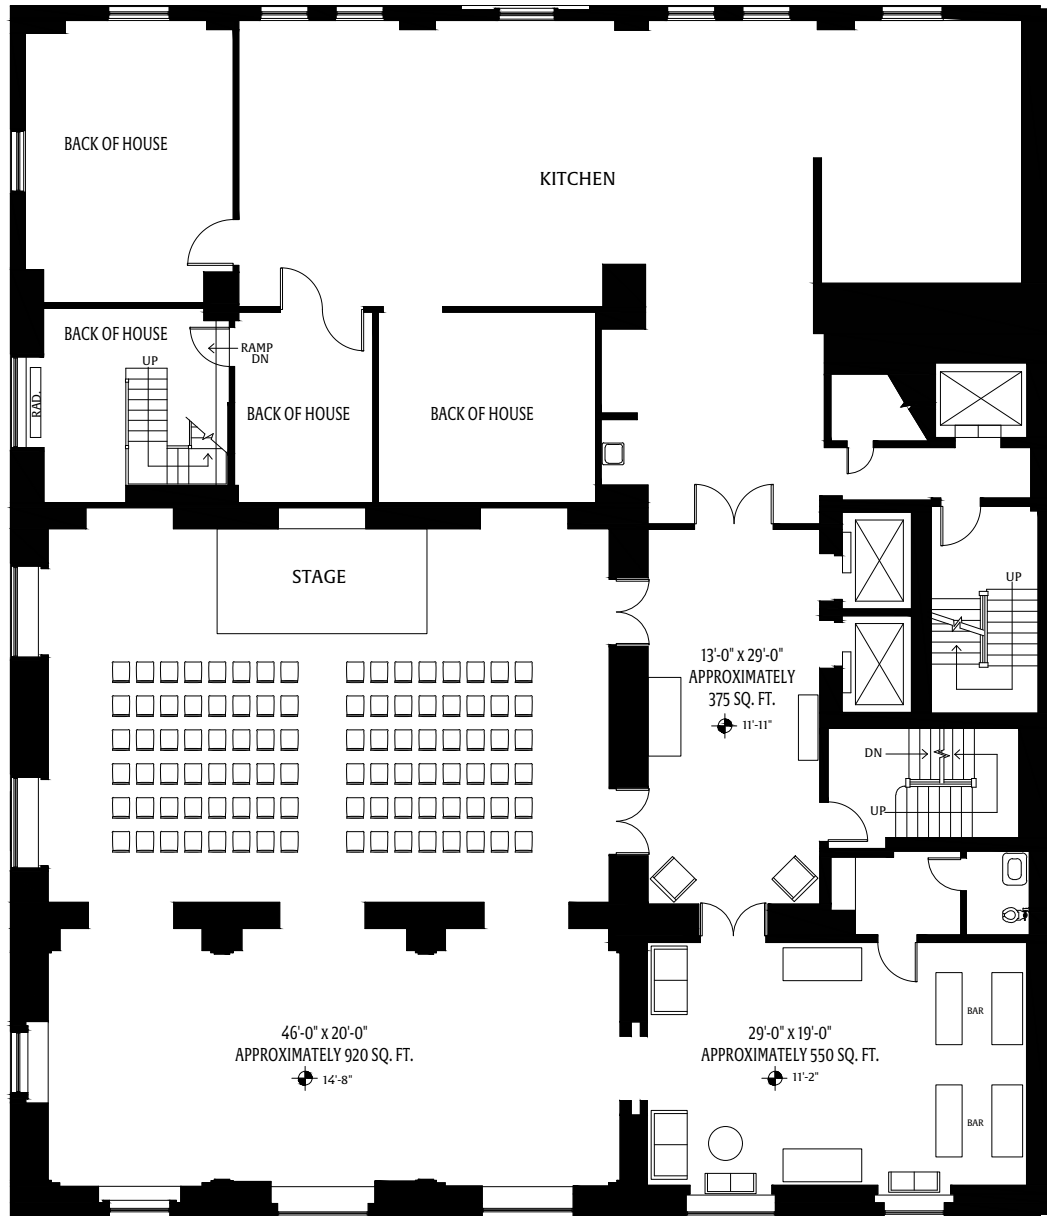 BACK OF HOUSE
KITCHEN
BACK OF HOUSE
UP
RAMP
DN
RAD.
BACK OF HOUSE
BACK OF HOUSE
STAGE
UP
13'-0" x 29'-0"
APPROXIMATELY
375 SQ. FT.
11'-11"
DN
UP
46'-0" x 20'-0"
APPROXIMATELY 920 SQ. FT.
14'-8"
29'-0" x 19'-0"
APPROXIMATELY 550 SQ. FT.
11'-2"
BAR
BAR